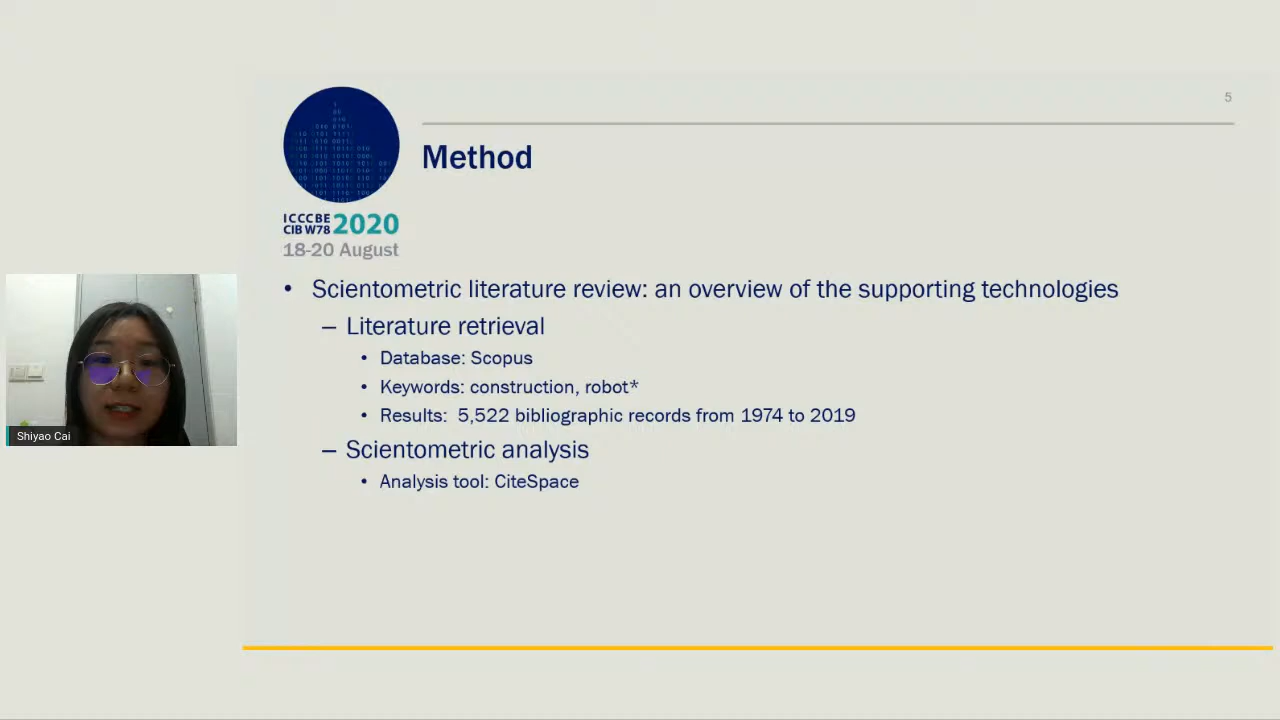 5
Method
ICCCBE
CIB W78 2020
18-20 August
• Scientometric literature review: an overview of the supporting technologies
– Literature retrieval
• Database: Scopus
• Keywords: construction, robot*
• Results: 5,522 bibliographic records from 1974 to 2019
– Scientometric analysis
• Analysis tool: CiteSpace
Shiyao Cai